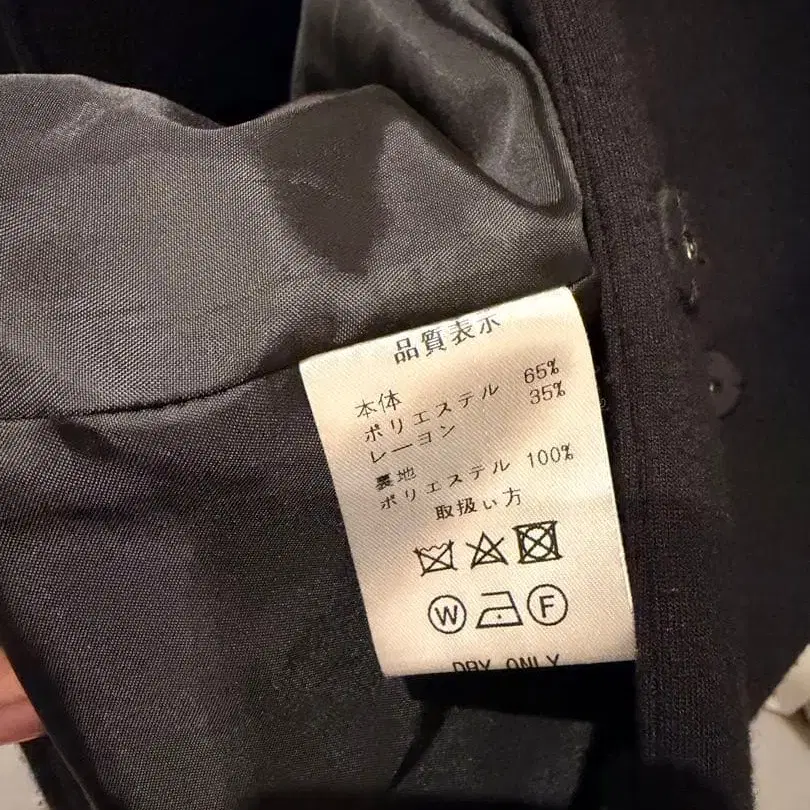 品質表示
本体
ポリエステル 65%
レーヨン 35%
裏地
ポリエステル 100%
取扱い方
W F
DRY ONLY